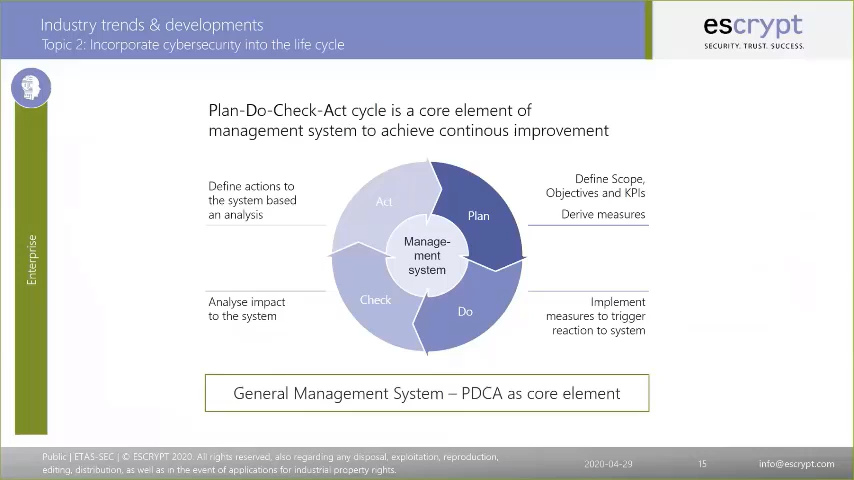 Industry trends & developments
Topic 2: Incorporate cybersecurity into the life cycle
escrypt
SECURITY. TRUST. SUCCESS.
Enterprise
Plan-Do-Check-Act cycle is a core element of
management system to achieve continous improvement
Define actions to
the system based
an analysis
Act
Plan
Define Scope,
Objectives and KPIs
Derive measures
Manage-
ment
system
Analyse impact
to the system
Check
Do
Implement
measures to trigger
reaction to system
General Management System – PDCA as core element
Public | ETAS-SEC | © ESCRYPT 2020. All rights reserved, also regarding any disposal, exploitation, reproduction,
editing, distribution, as well as in the event of applications for industrial property rights.
2020-04-29
15
info@escrypt.com